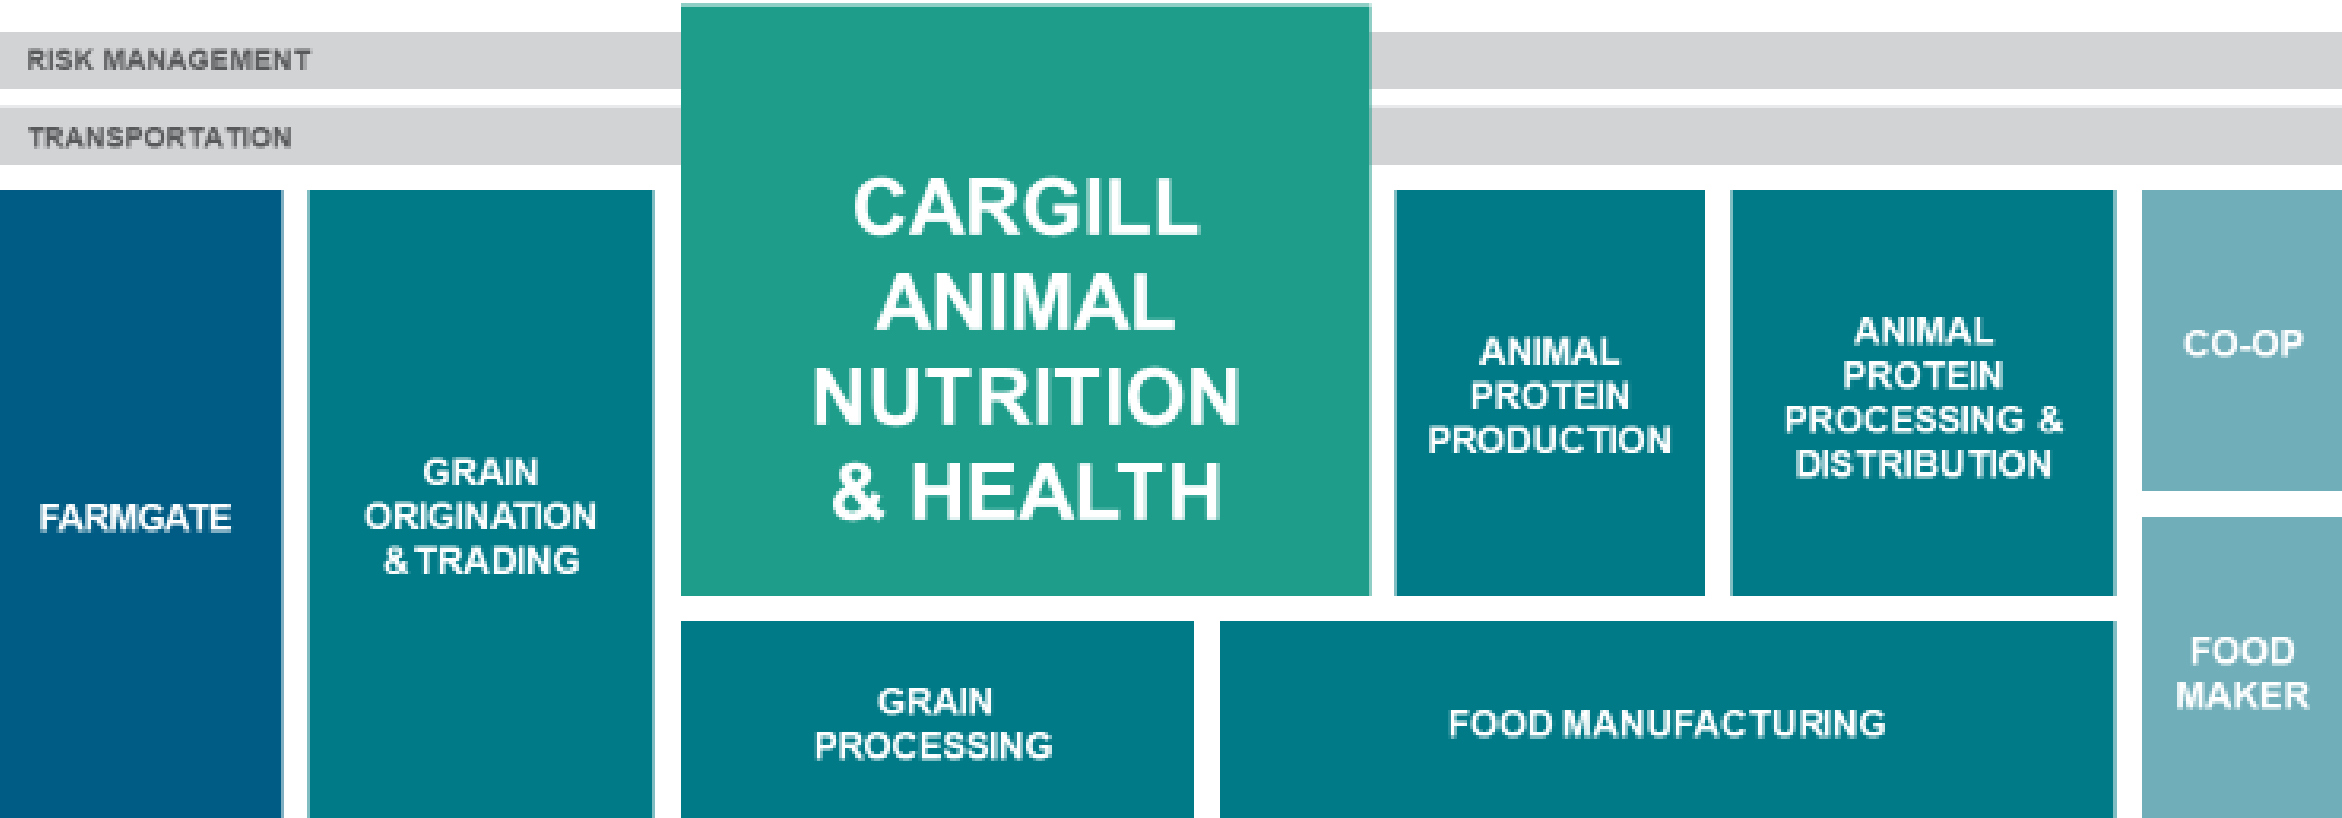 RISK MANAGEMENT
TRANSPORTATION
FARMGATE
GRAIN
ORIGINATION
& TRADING
CARGILL
ANIMAL
NUTRITION
& HEALTH
ANIMAL
PROTEIN
PRODUCTION
ANIMAL
PROTEIN
PROCESSING &
DISTRIBUTION
CO-OP
GRAIN
PROCESSING
FOOD MANUFACTURING
FOOD
MAKER